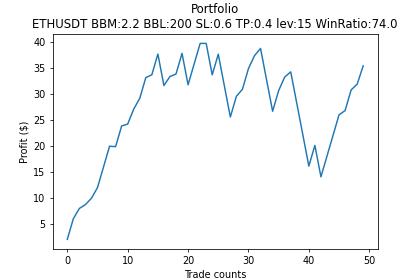 Portfolio
ETHUSDT BBM:2.2 BBL:200 SL:0.6 TP:0.4 lev:15 WinRatio:74.0
40
35
30
25
20
15
10
5
Profit ($)
0 10 20 30 40 50
Trade counts